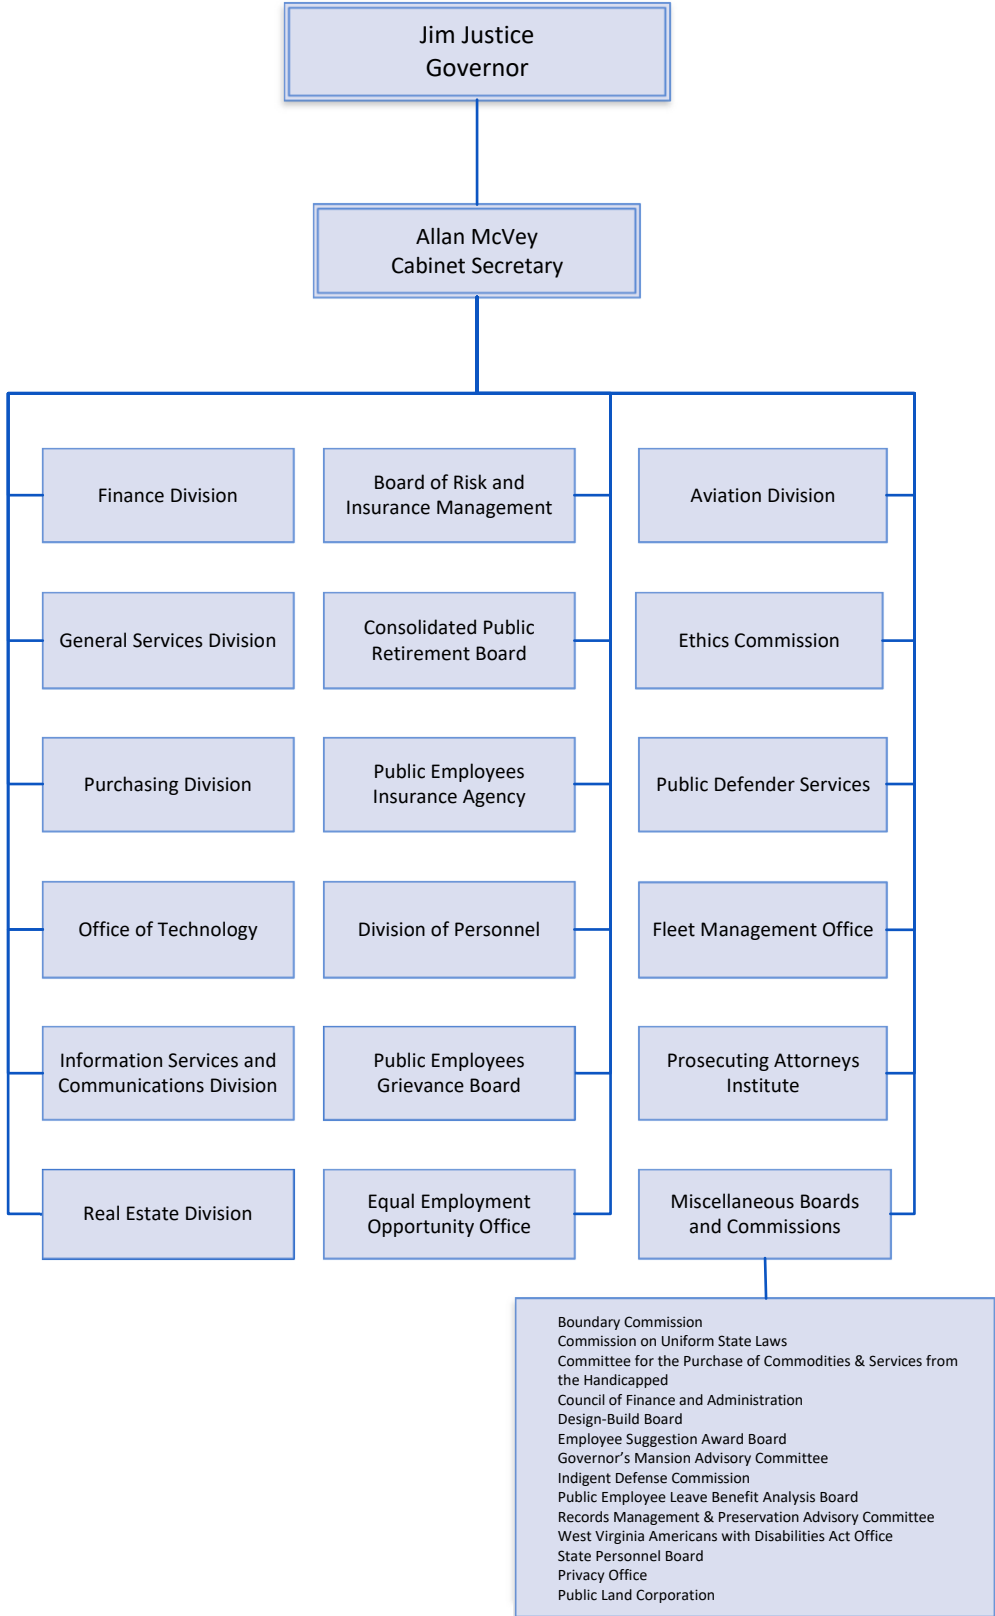 Jim Justice
Governor
Allan McVey
Cabinet Secretary
Finance Division
Board of Risk and
Insurance Management
Aviation Division
General Services Division
Consolidated Public
Retirement Board
Ethics Commission
Purchasing Division
Public Employees
Insurance Agency
Public Defender Services
Office of Technology
Division of Personnel
Fleet Management Office
Information Services and
Communications Division
Public Employees
Grievance Board
Prosecuting Attorneys
Institute
Real Estate Division
Equal Employment
Opportunity Office
Miscellaneous Boards
and Commissions
Boundary Commission
Commission on Uniform State Laws
Committee for the Purchase of Commodities & Services from
the Handicapped
Council of Finance and Administration
Design-Build Board
Employee Suggestion Award Board
Governor’s Mansion Advisory Committee
Indigent Defense Commission
Public Employee Leave Benefit Analysis Board
Records Management & Preservation Advisory Committee
West Virginia Americans with Disabilities Act Office
State Personnel Board
Privacy Office
Public Land Corporation